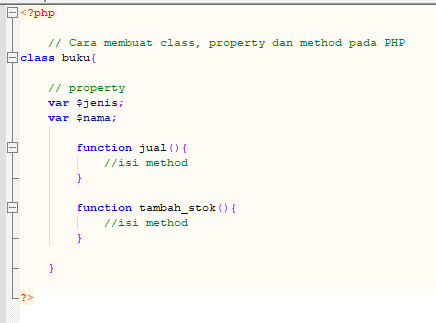 <?php
// Cara membuat class, property dan method pada PHP
class buku{
// property
var $jenis;
var $nama;
function jual(){
//isi method
}
function tambah_stok(){
//isi method
}
}
?>